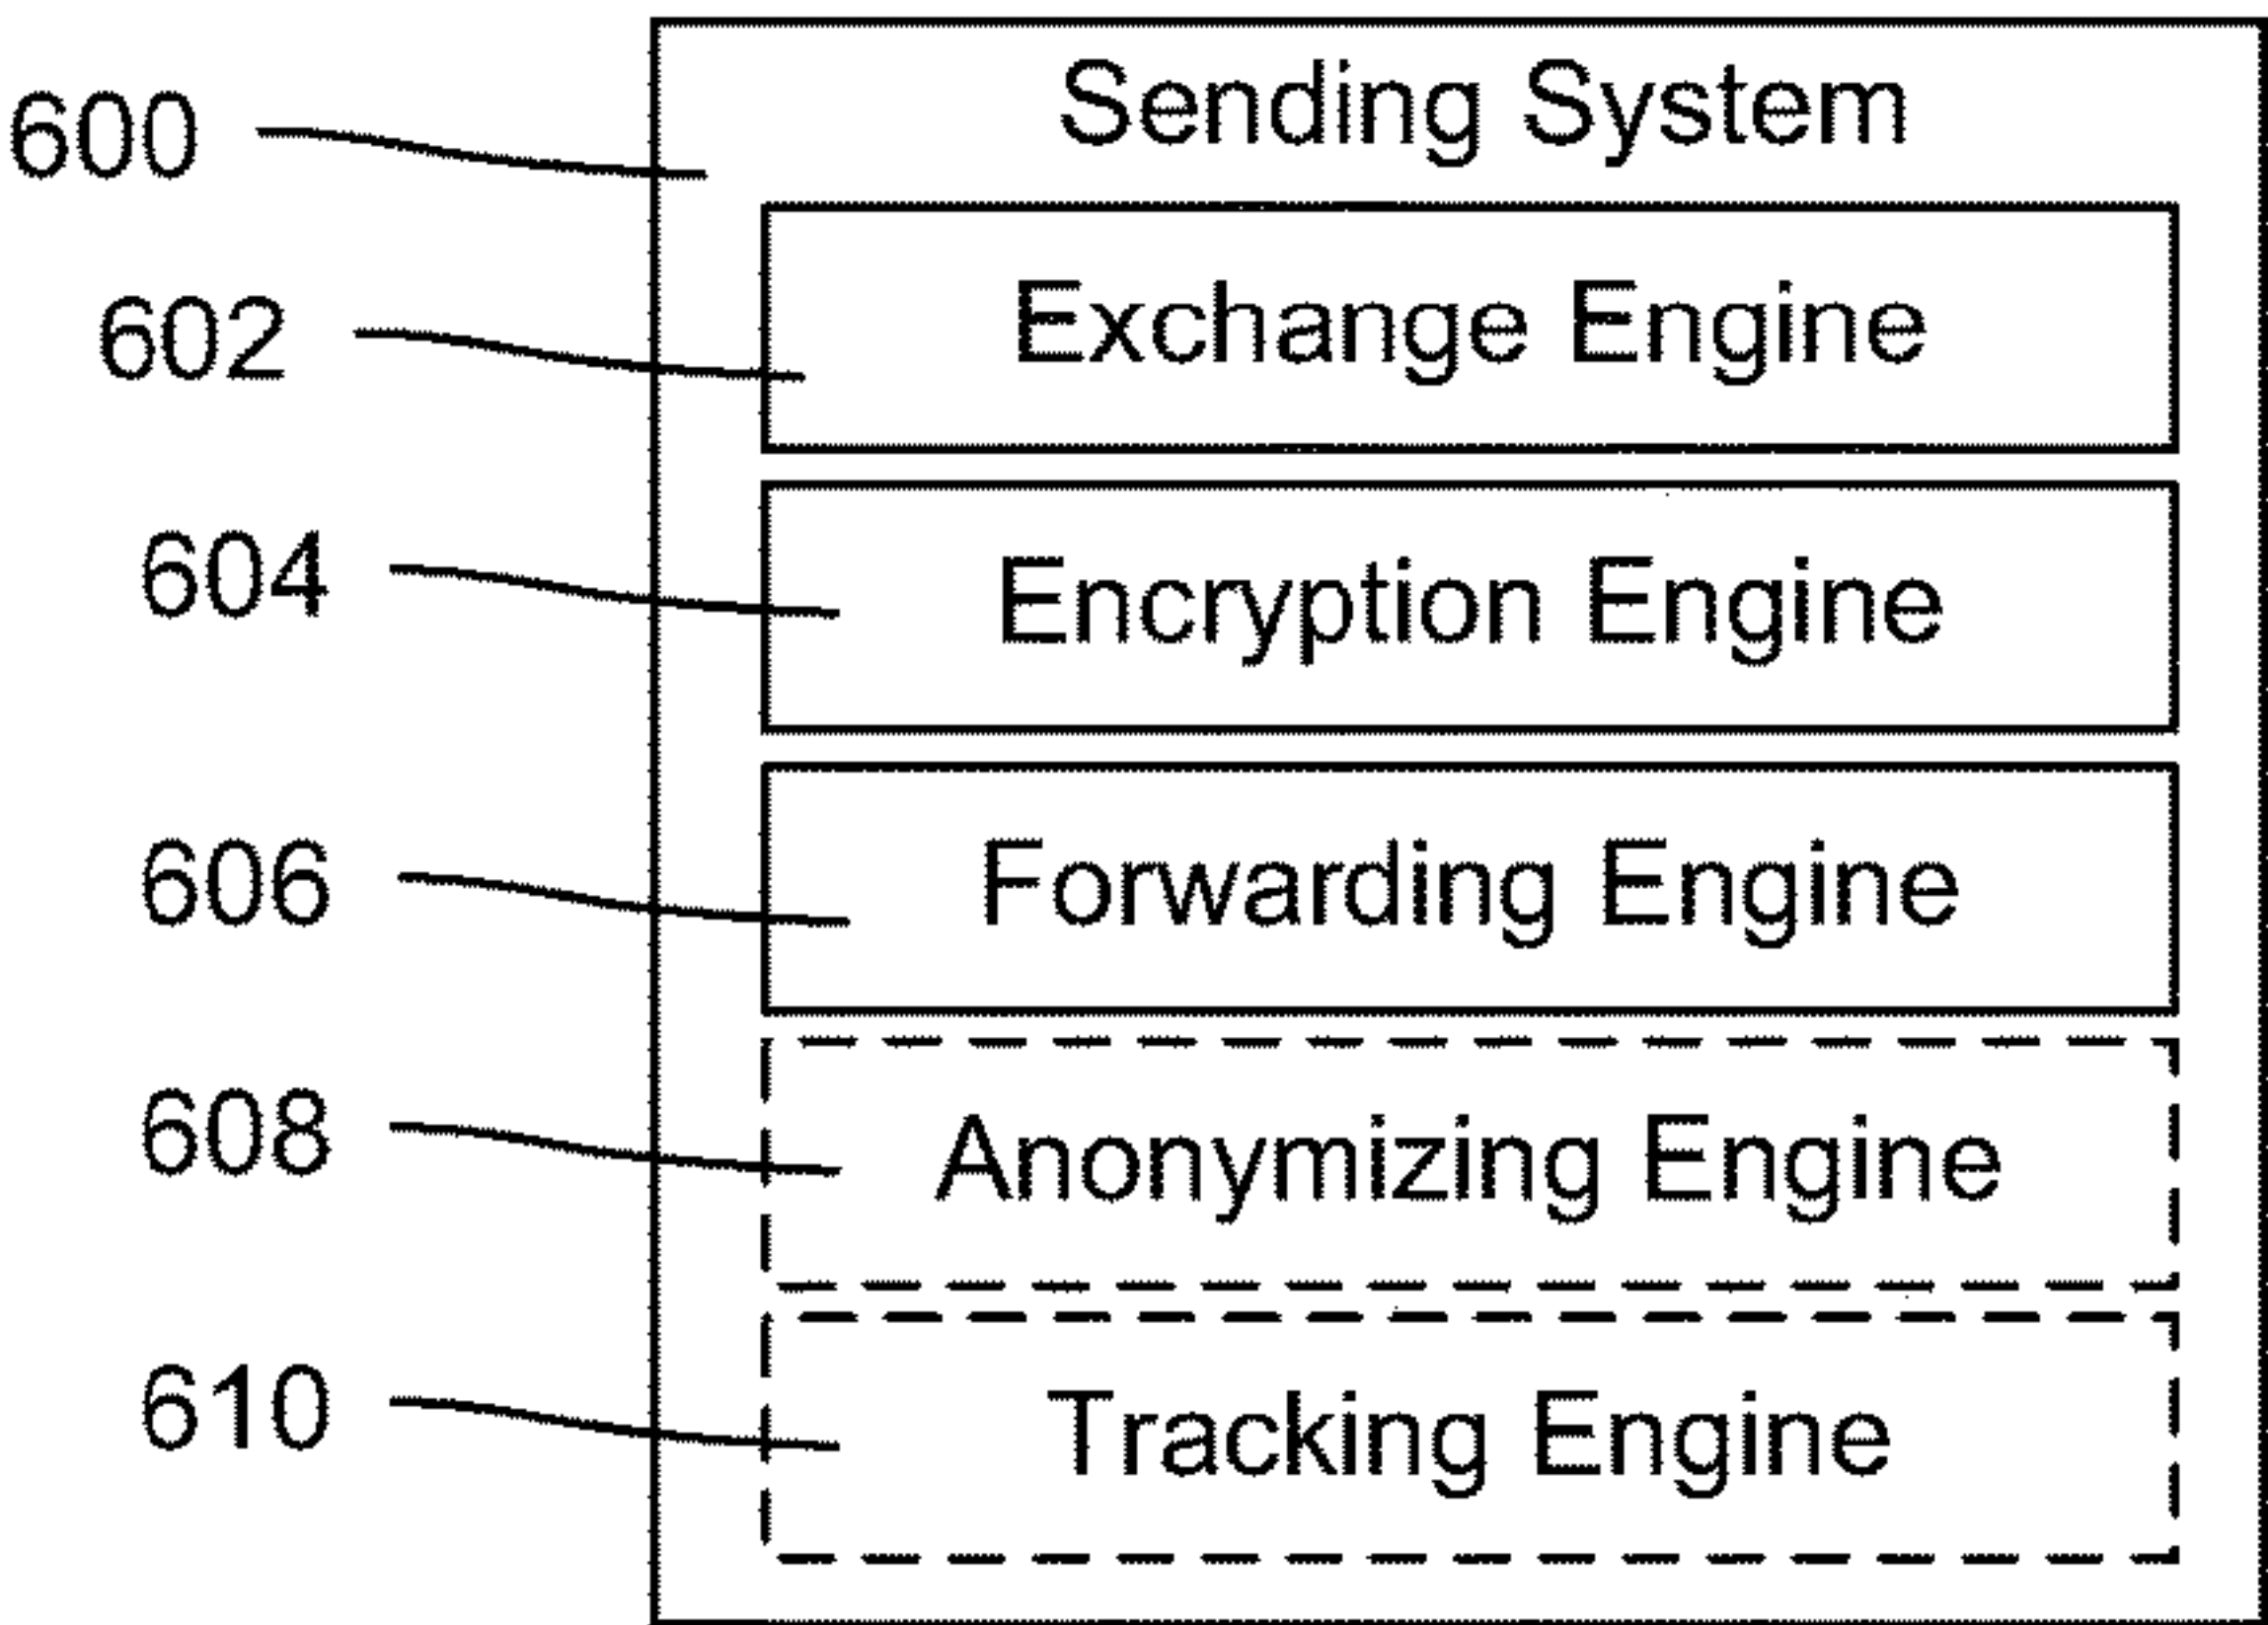 600 Sending System
602 Exchange Engine
604 Encryption Engine
606 Forwarding Engine
608 Anonymizing Engine
610 Tracking Engine